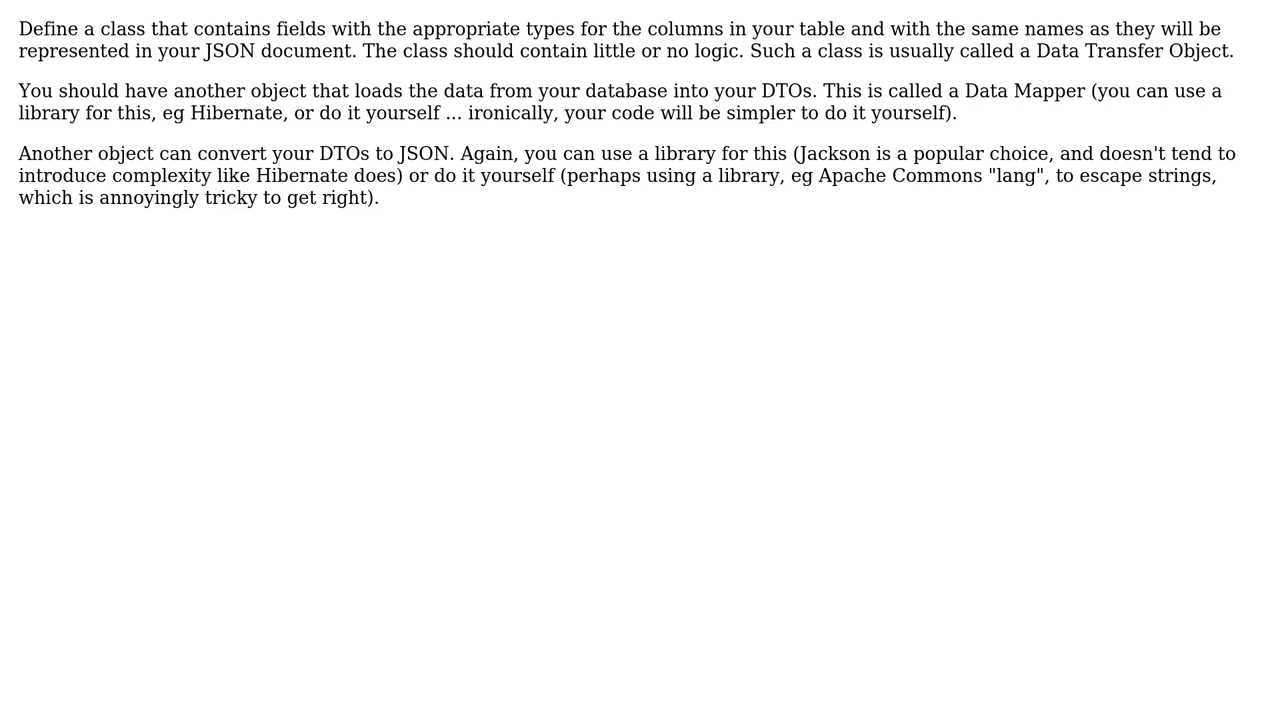 Define a class that contains fields with the appropriate types for the columns in your table and with the same names as they will be
represented in your JSON document. The class should contain little or no logic. Such a class is usually called a Data Transfer Object.
You should have another object that loads the data from your database into your DTOs. This is called a Data Mapper (you can use a
library for this, eg Hibernate, or do it yourself ... ironically, your code will be simpler to do it yourself).
Another object can convert your DTOs to JSON. Again, you can use a library for this (Jackson is a popular choice, and doesn't tend to
introduce complexity like Hibernate does) or do it yourself (perhaps using a library, eg Apache Commons "lang", to escape strings,
which is annoyingly tricky to get right).